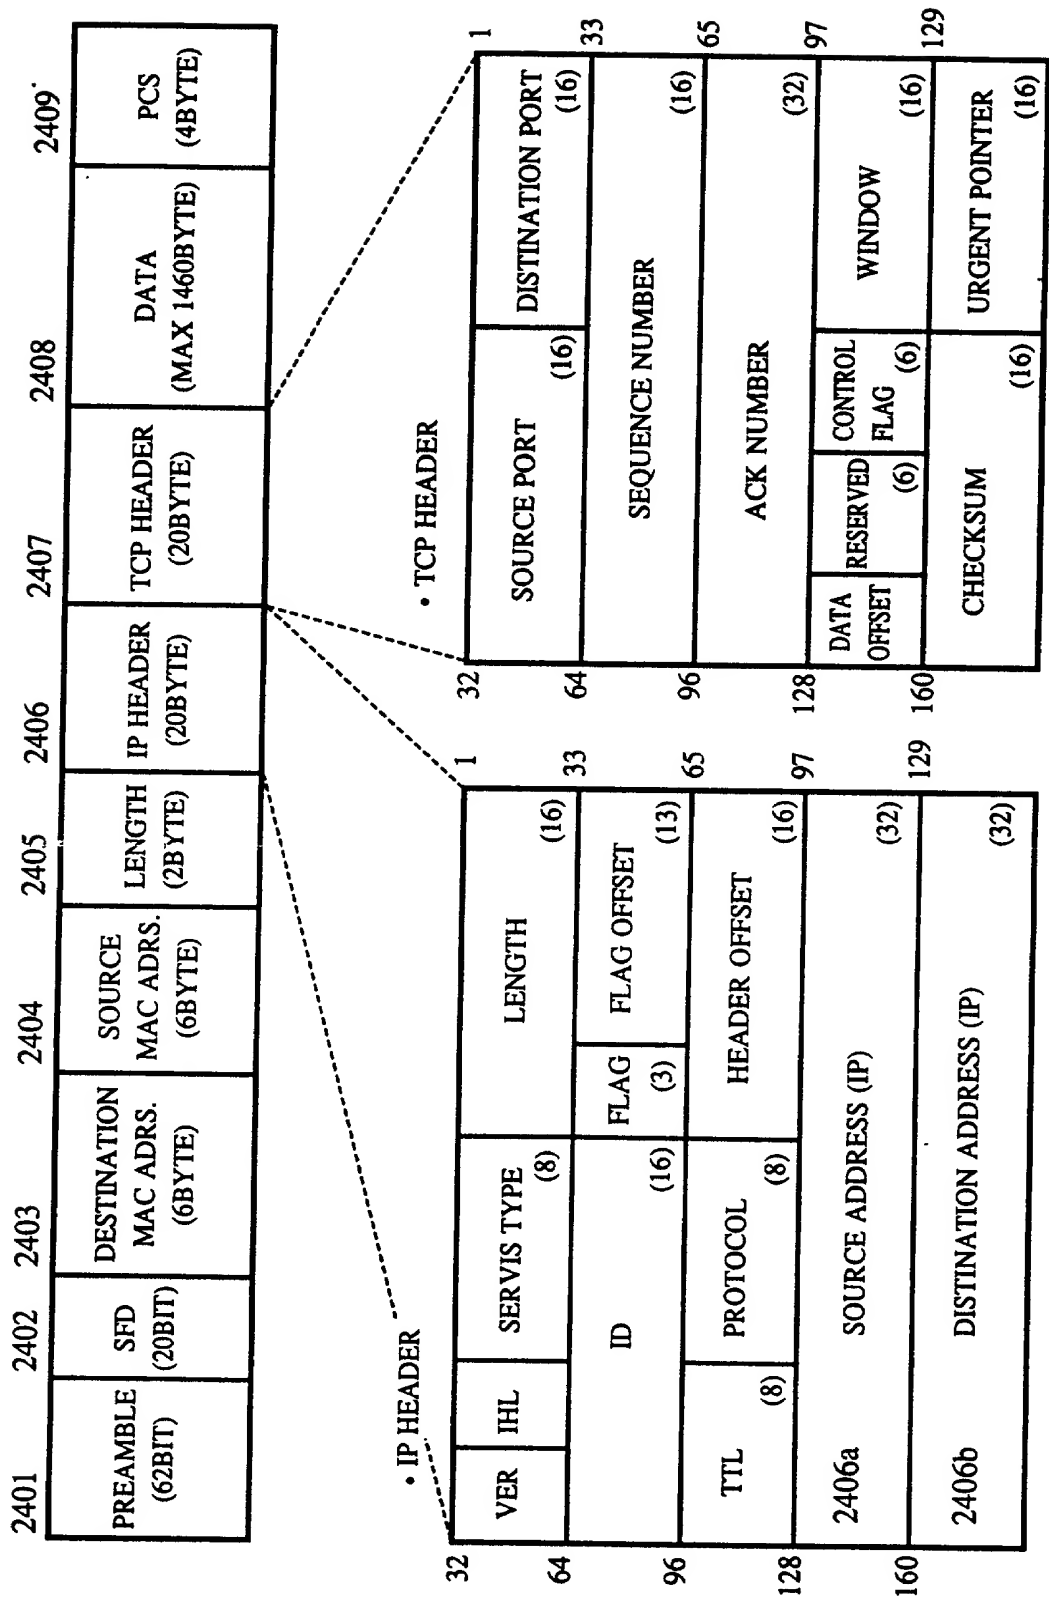 2401
2402
2403
2404
2405
2406
2407
2408
2409
PREAMBLE
(62BIT)
SFD
(20BIT)
DESTINATION
MAC ADRS.
(6BYTE)
SOURCE
MAC ADRS.
(6BYTE)
LENGTH
(2BYTE)
IP HEADER
(20BYTE)
TCP HEADER
(20BYTE)
DATA
(MAX 1460BYTE)
PCS
(4BYTE)
• IP HEADER
32
1
VER
IHL
SERVIS TYPE
(8)
LENGTH
(16)
64
33
ID
(16)
FLAG
(3)
FLAG OFFSET
(13)
96
65
TTL
(8)
PROTOCOL
(8)
HEADER OFFSET
(16)
128
97
2406a
SOURCE ADDRESS (IP)
(32)
160
129
2406b
DISTINATION ADDRESS (IP)
(32)
• TCP HEADER
32
1
SOURCE PORT
(16)
DISTINATION PORT
(16)
64
33
SEQUENCE NUMBER
(16)
96
65
ACK NUMBER
(32)
128
97
DATA
OFFSET
RESERVED
(6)
CONTROL
FLAG
(6)
WINDOW
(16)
160
129
CHECKSUM
(16)
URGENT POINTER
(16)